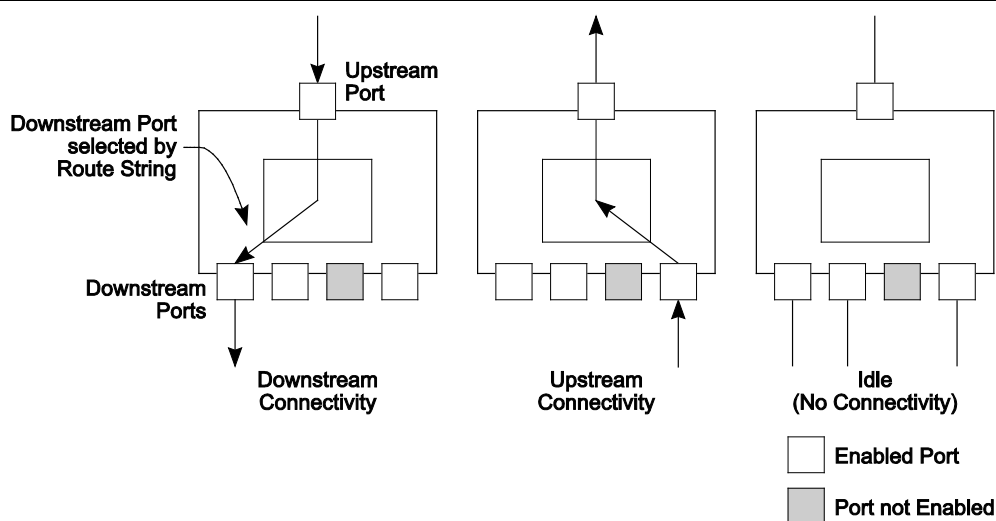 Upstream
Port
Downstream Port
selected by
Route String
Downstream
Ports
Downstream
Connectivity
Upstream
Connectivity
Idle
(No Connectivity)
Enabled Port
Port not Enabled